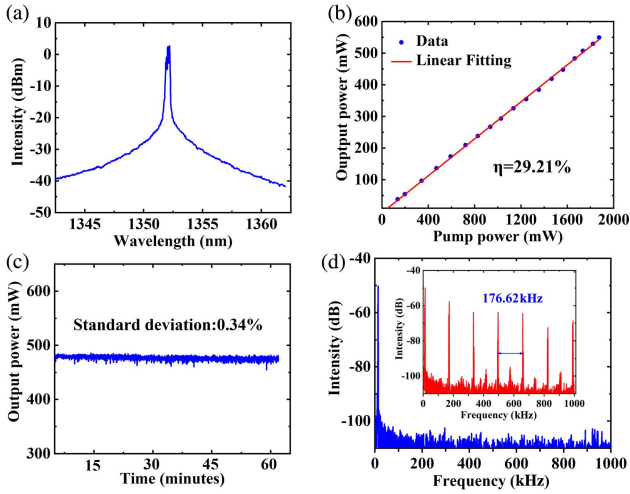 (a)
10
0
-10
-20
-30
-40
-50
Intensity (dBm)
1345 1350 1355 1360
Wavelength (nm)
(b)
600
500
400
300
200
100
Ouptput power (mW)
Data
Linear Fitting
η=29.21%
0 400 800 1200 1600 2000
Pump power (mW)
(c)
600
500
400
300
Output power (mW)
Standard deviation:0.34%
15 30 45 60
Time (minutes)
(d)
-40
-60
-80
-100
Intensity (dB)
-40
-60
-80
-100
Intensity (dB)
176.62kHz
0 200 400 600 800 1000
Frequency (kHz)
0 200 400 600 800 1000
Frequency (kHz)